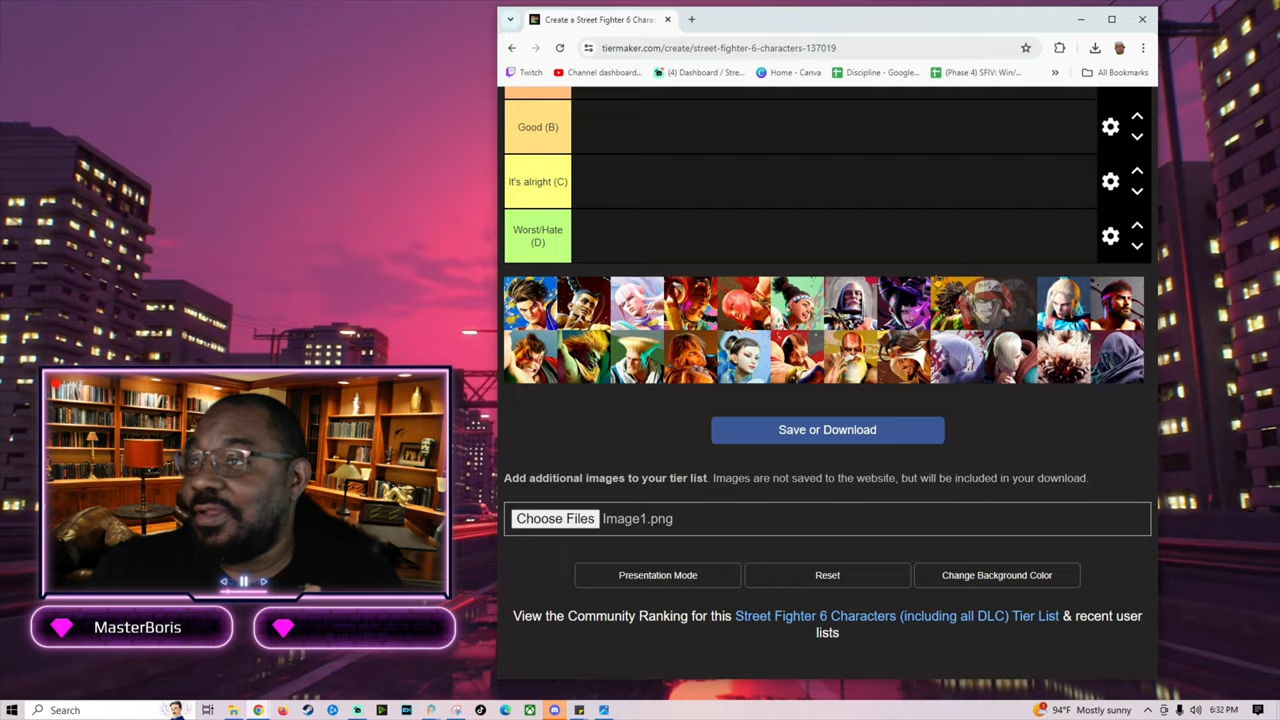 Create a Street Fighter 6 Charac
tiermaker.com/create/street-fighter-6-characters-137019
Twitch
Channel dashboard...
(4) Dashboard / Stre...
Home - Canva
Discipline - Google...
(Phase 4) SFIV: Win/...
All Bookmarks
Good (B)
It's alright (C)
Worst/Hate
(D)
Save or Download
Add additional images to your tier list. Images are not saved to the website, but will be included in your download.
Choose Files Image1.png
Presentation Mode
Reset
Change Background Color
View the Community Ranking for this Street Fighter 6 Characters (including all DLC) Tier List & recent user
lists
MasterBoris
Search
94°F Mostly sunny
6:32 PM